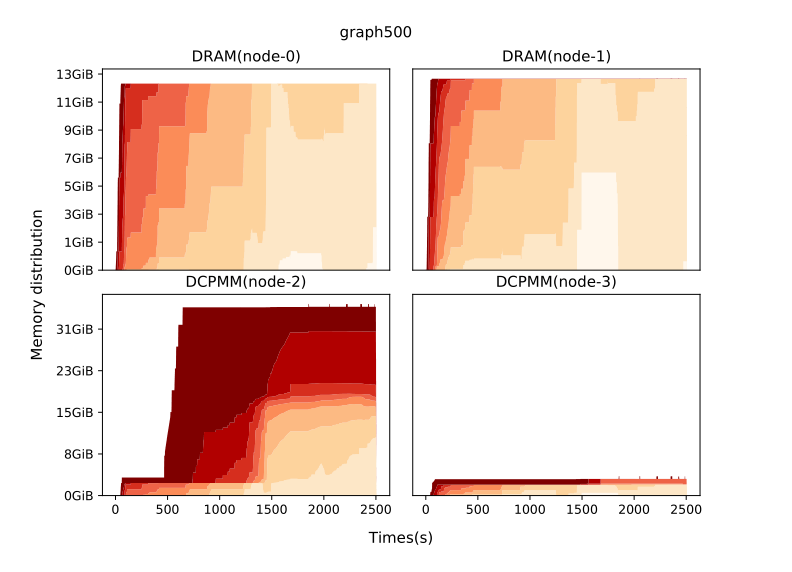 graph500
DRAM(node-0)
DRAM(node-1)
13GiB
11GiB
9GiB
7GiB
5GiB
3GiB
1GiB
0GiB
DCPMM(node-2)
DCPMM(node-3)
31GiB
23GiB
15GiB
8GiB
0GiB
Memory distribution
0 500 1000 1500 2000 2500
0 500 1000 1500 2000 2500
Times(s)